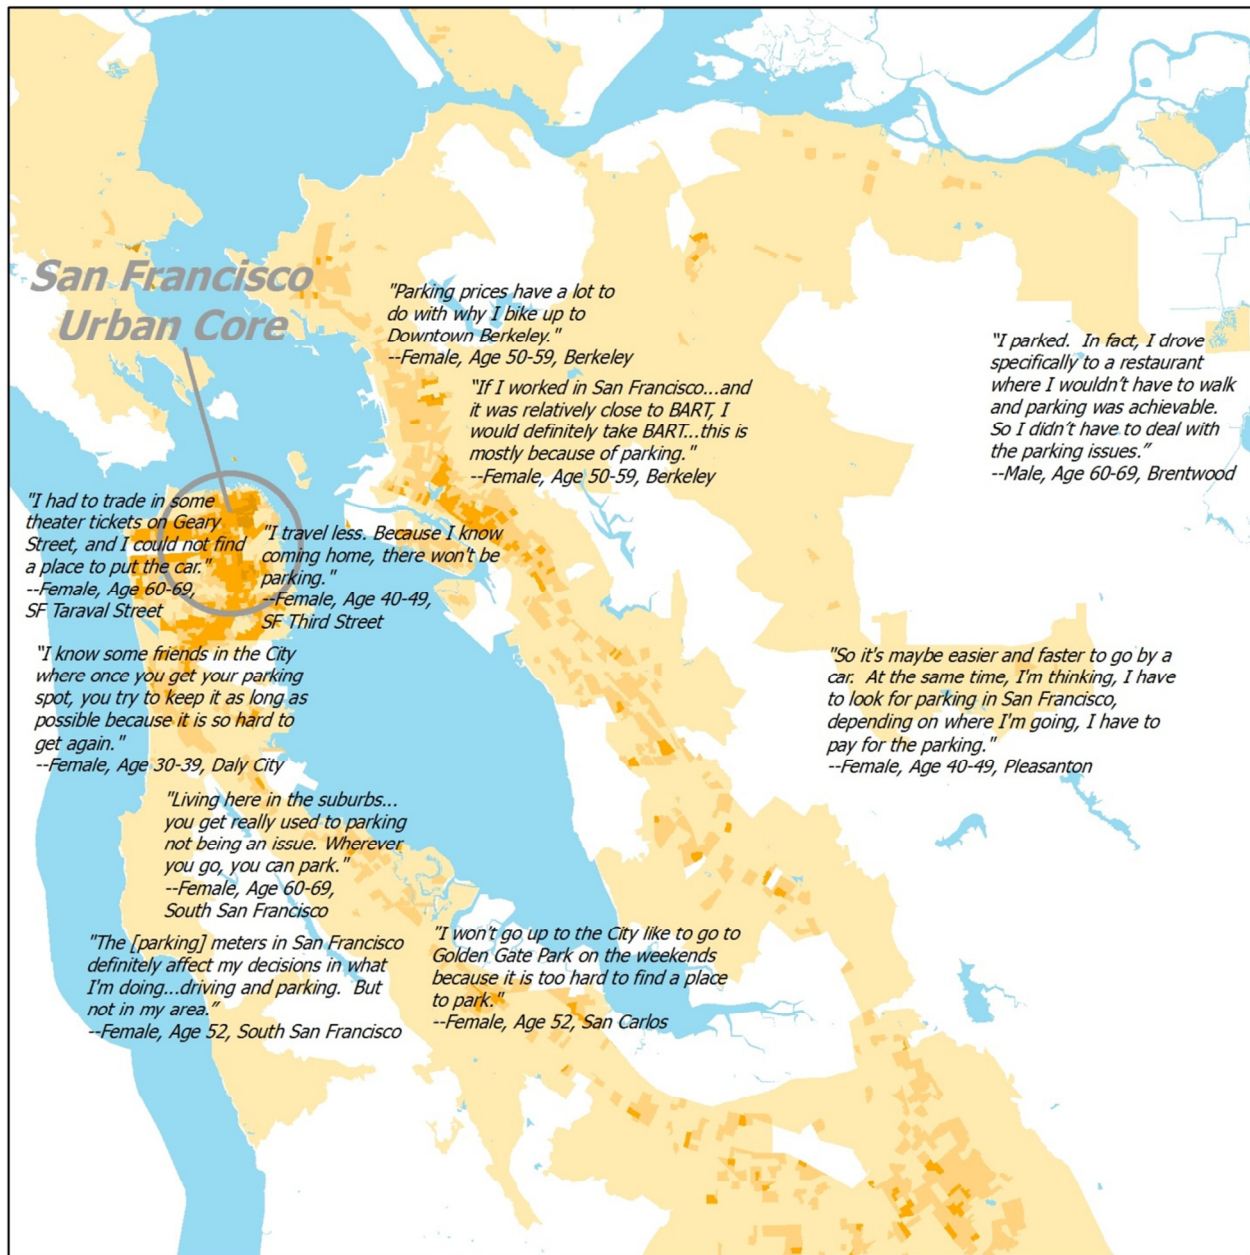 San Francisco
Urban Core
"Parking prices have a lot to
do with why I bike up to
Downtown Berkeley."
--Female, Age 50-59, Berkeley
"If I worked in San Francisco...and
it was relatively close to BART, I
would definitely take BART...this is
mostly because of parking."
--Female, Age 50-59, Berkeley
"I parked.  In fact, I drove
specifically to a restaurant
where I wouldn't have to walk
and parking was achievable.
So I didn't have to deal with
the parking issues."
--Male, Age 60-69, Brentwood
"I had to trade in some
theater tickets on Geary
Street, and I could not find
a place to put the car."
--Female, Age 60-69,
SF Taraval Street
"I travel less. Because I know
coming home, there won't be
parking."
--Female, Age 40-49,
SF Third Street
"I know some friends in the City
where once you get your parking
spot, you try to keep it as long as
possible because it is so hard to
get again."
--Female, Age 30-39, Daly City
"So it's maybe easier and faster to go by a
car.  At the same time, I'm thinking, I have
to look for parking in San Francisco,
depending on where I'm going, I have to
pay for the parking."
--Female, Age 40-49, Pleasanton
"Living here in the suburbs...
you get really used to parking
not being an issue. Wherever
you go, you can park."
--Female, Age 60-69,
South San Francisco
"The [parking] meters in San Francisco
definitely affect my decisions in what
I'm doing...driving and parking.  But
not in my area."
--Female, Age 52, South San Francisco
"I won't go up to the City like to go to
Golden Gate Park on the weekends
because it is too hard to find a place
to park."
--Female, Age 52, San Carlos